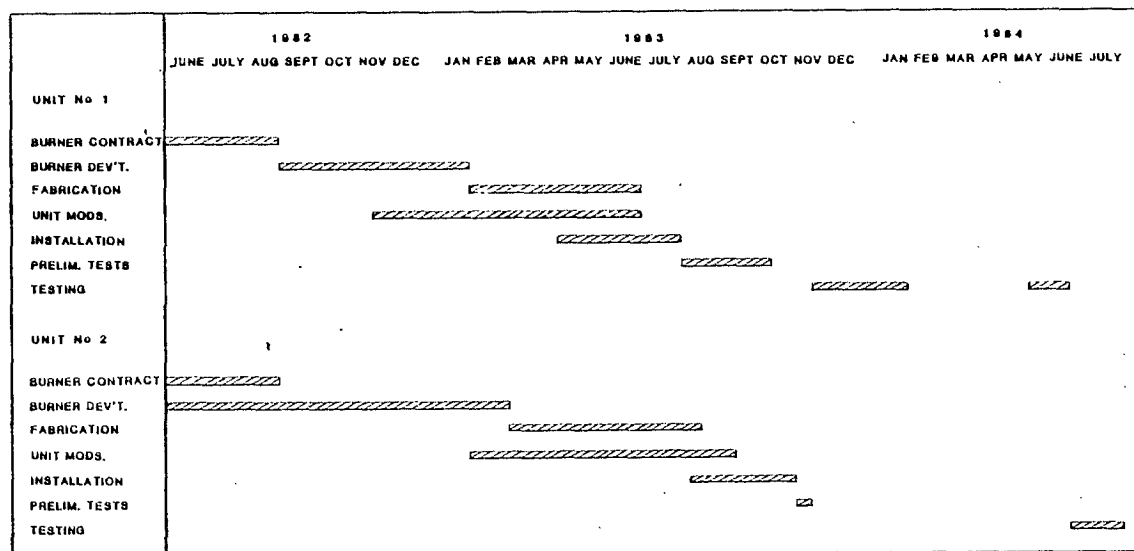 1982 1983 1984
JUNE JULY AUG SEPT OCT NOV DEC JAN FEB MAR APR MAY JUNE JULY AUG SEPT OCT NOV DEC JAN FEB MAR APR MAY JUNE JULY
UNIT No 1
BURNER CONTRACT
BURNER DEV'T.
FABRICATION
UNIT MODS.
INSTALLATION
PRELIM. TESTS
TESTING
UNIT No 2
BURNER CONTRACT
BURNER DEV'T.
FABRICATION
UNIT MODS.
INSTALLATION
PRELIM. TESTS
TESTING